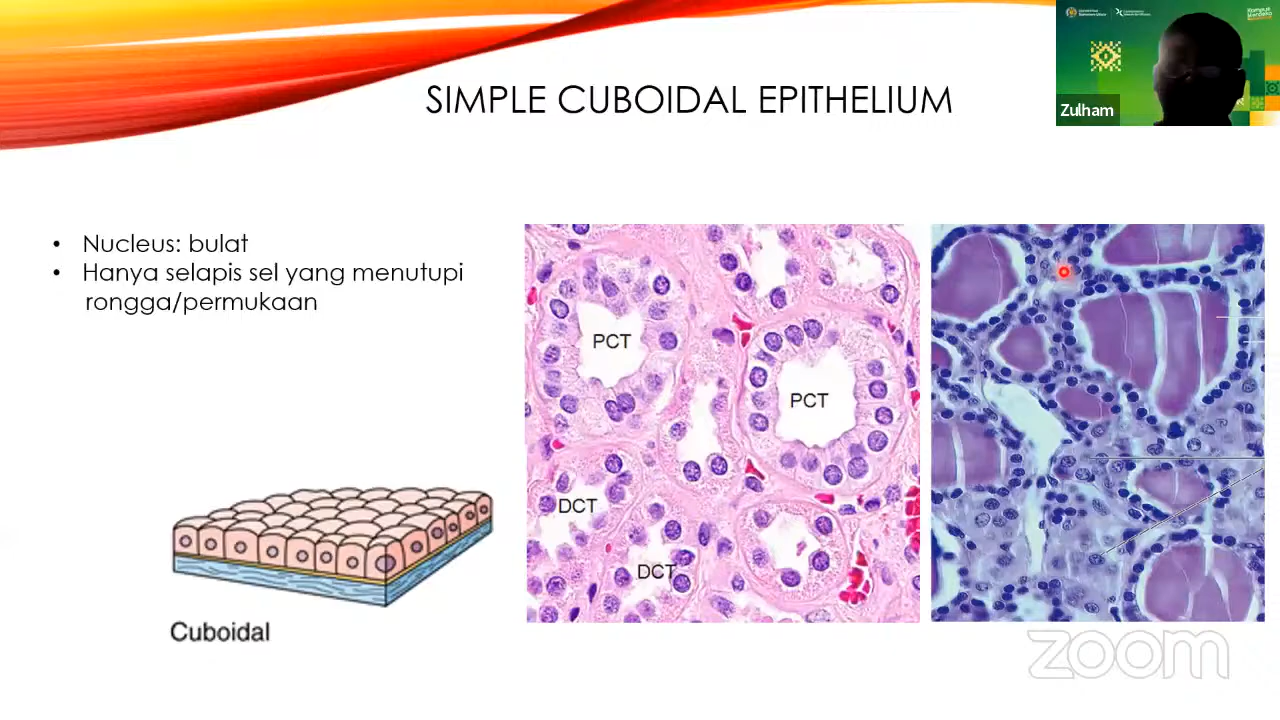 SIMPLE CUBOIDAL EPITHELIUM
Zulham
• Nucleus: bulat
• Hanya selapis sel yang menutupi
rongga/permukaan
PCT
PCT
DCT
DCT
Cuboidal
zoom